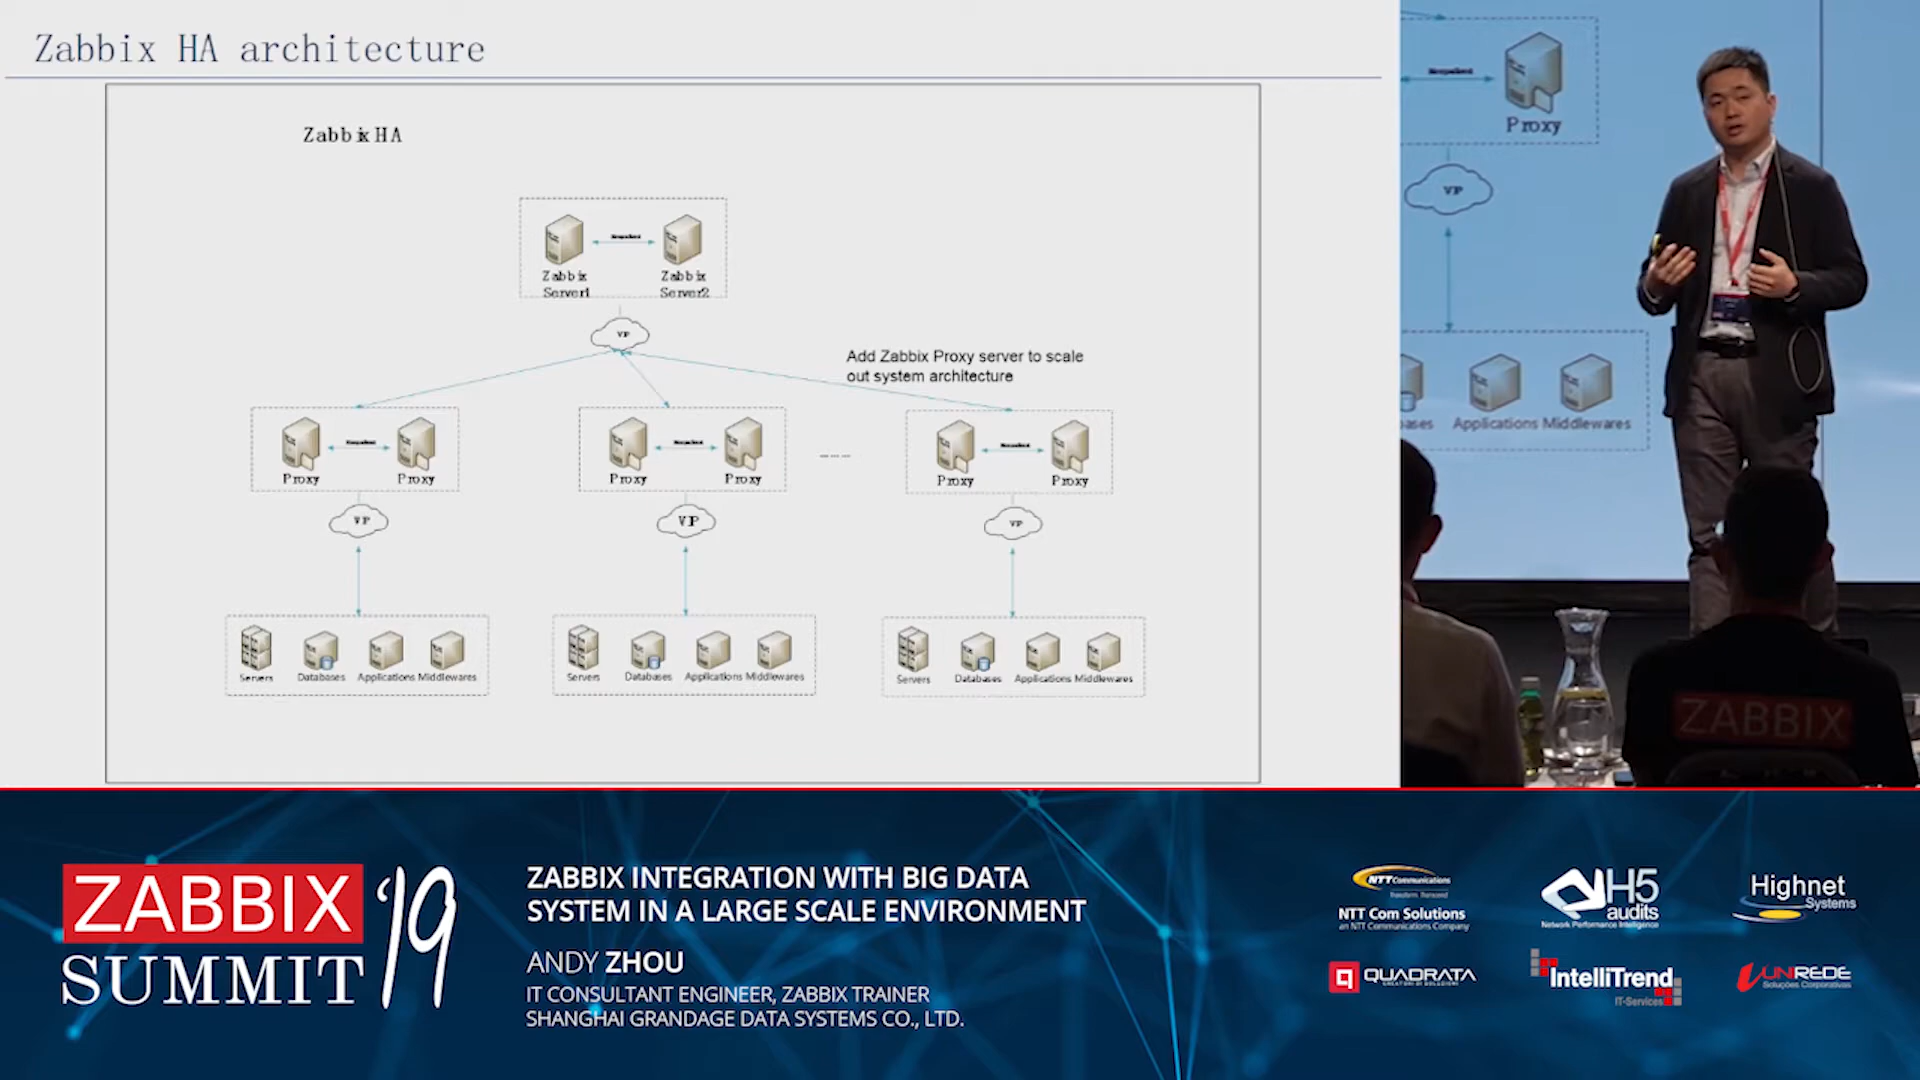 Zabbix HA architecture
Zabbix HA
Zabbix Server1
Zabbix Server2
VIP
Add Zabbix Proxy server to scale
out system architecture
Proxy
Proxy
Proxy
Proxy
Proxy
Proxy
VIP
VIP
VIP
Servers
Databases
Applications
Middlewares
Servers
Databases
Applications
Middlewares
Servers
Databases
Applications
Middlewares
Proxy
VIP
Applications
Middlewares
ZABBIX
ZABBIX '19
SUMMIT
ZABBIX INTEGRATION WITH BIG DATA
SYSTEM IN A LARGE SCALE ENVIRONMENT
ANDY ZHOU
IT CONSULTANT ENGINEER, ZABBIX TRAINER
SHANGHAI GRANDAGE DATA SYSTEMS CO., LTD.
NTT Communications
NTT Com Solutions
an NTT Communications Company
H5
audits
Network Performance Intelligence
Highnet
Systems
QUADRATA
IntelliTrend
IT-Services
UNIREDE
Soluções Corporativas